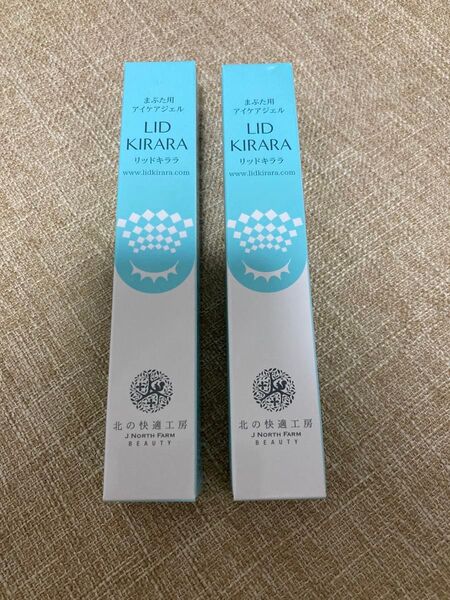 まぶた用
アイケアジェル
LID
KIRARA
リッドキララ
www.lidkirara.com
北の快適工房
J NORTH FARM
BEAUTY
まぶた用
アイケアジェル
LID
KIRARA
リッドキララ
www.lidkirara.com
北の快適工房
J NORTH FARM
BEAUTY